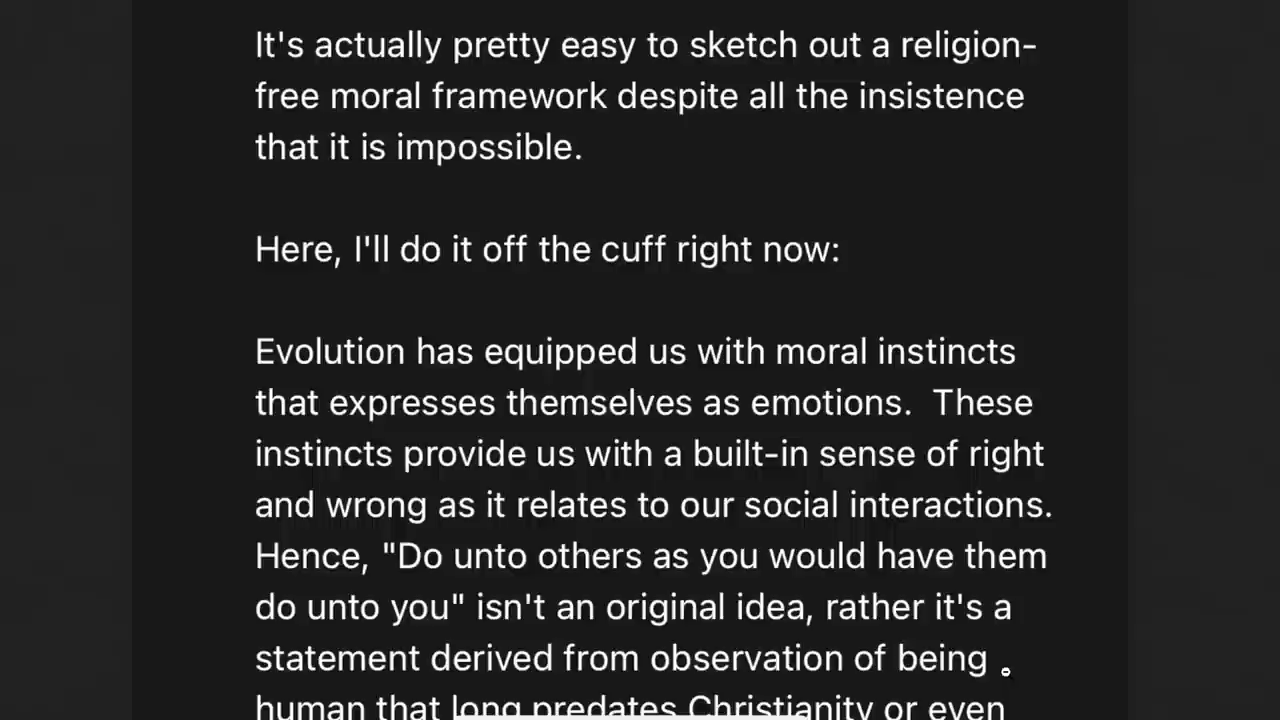 It's actually pretty easy to sketch out a religion-
free moral framework despite all the insistence
that it is impossible.
Here, I'll do it off the cuff right now:
Evolution has equipped us with moral instincts
that expresses themselves as emotions.  These
instincts provide us with a built-in sense of right
and wrong as it relates to our social interactions.
Hence, "Do unto others as you would have them
do unto you" isn't an original idea, rather it's a
statement derived from observation of being
human that long predates Christianity or even